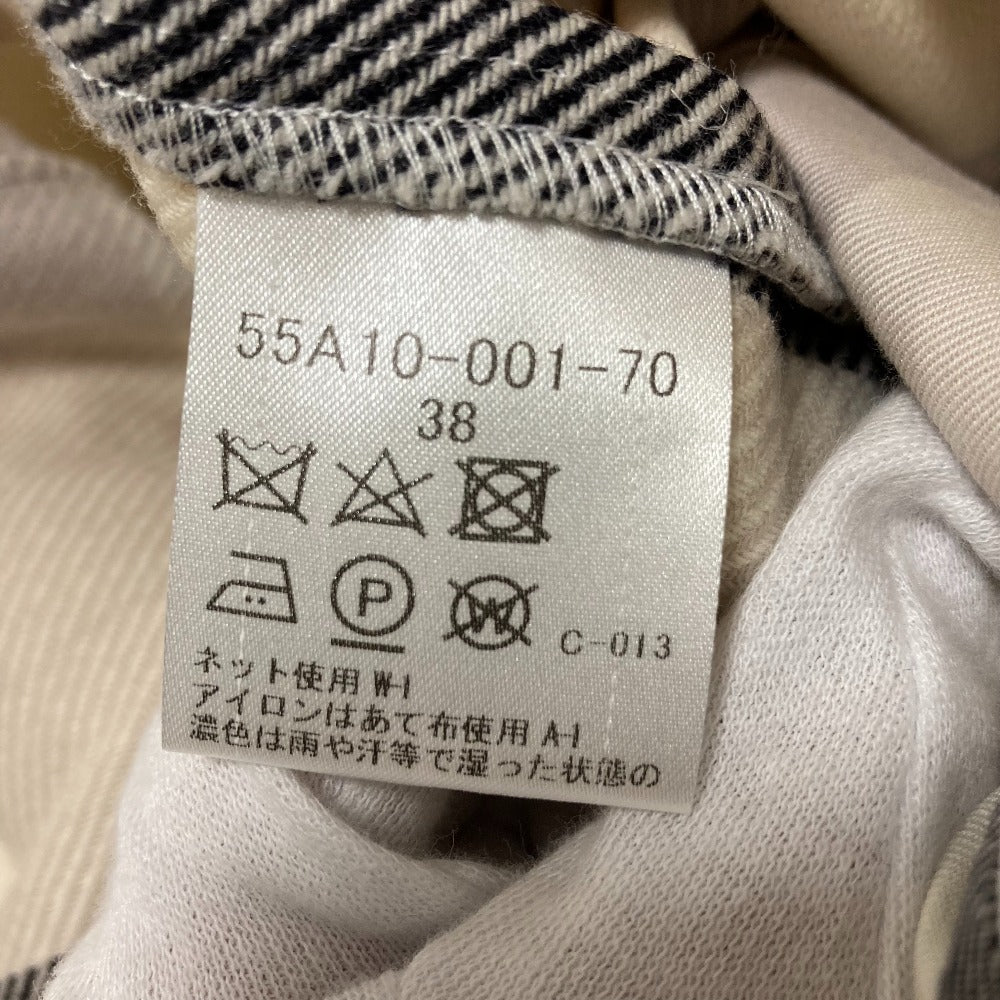 55A10-001-70
38
P W C-013
ネット使用 W-1
アイロンはあて布使用 A-1
濃色は雨や汗等で湿った状態の